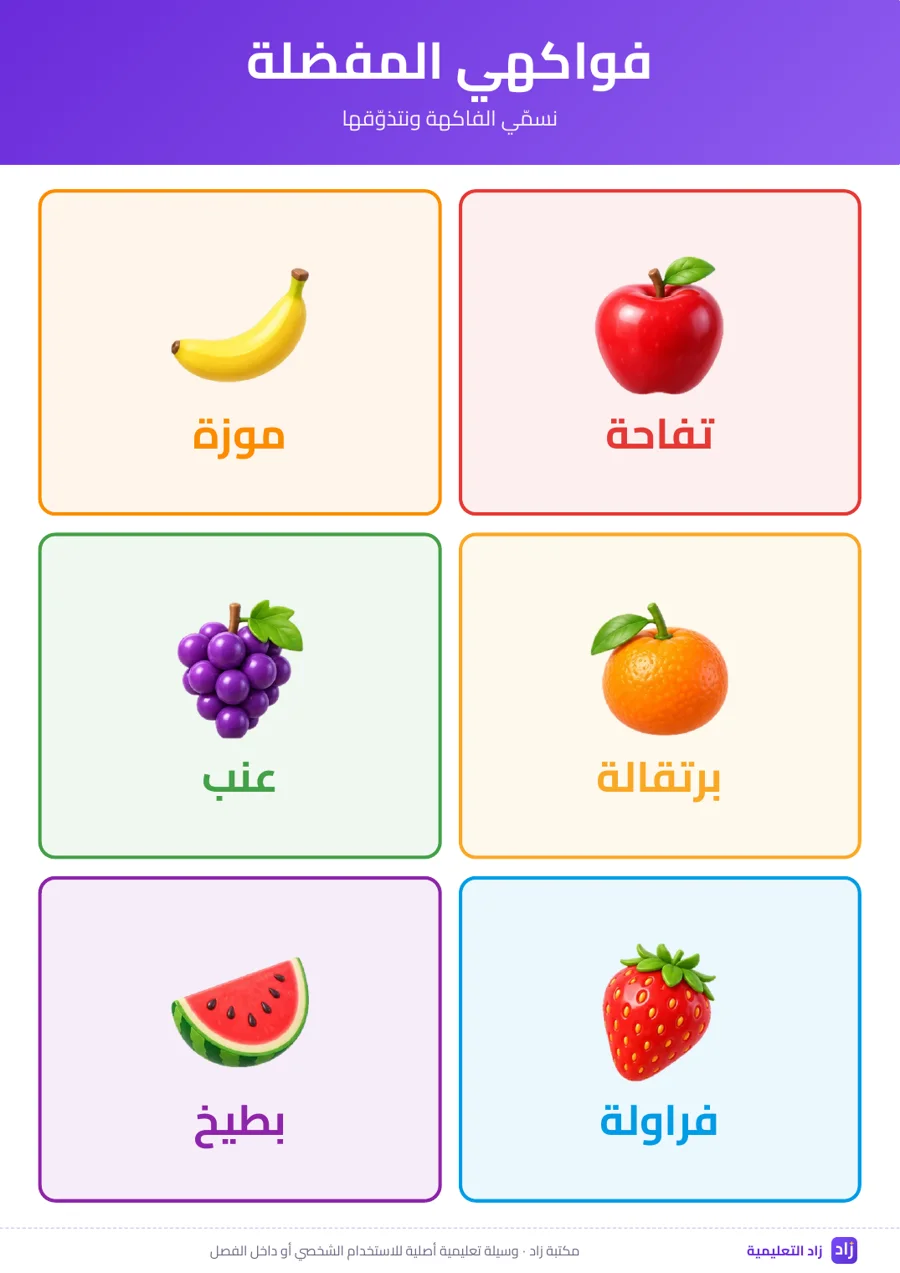 فواكهي المفضلة
نسمّي الفاكهة ونتذوّقها
تفاحة
موزة
برتقالة
عنب
فراولة
بطيخ
زاد
زاد التعليمية
مكتبة زاد · وسيلة تعليمية أصلية للاستخدام الشخصي أو داخل الفصل